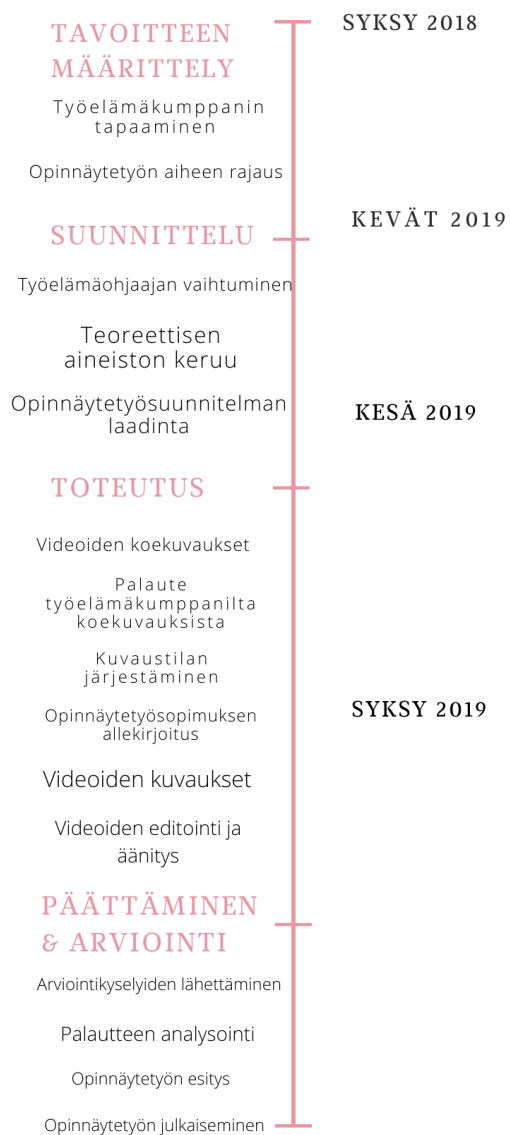 SYKSY 2018
TAVOITTEEN
MÄÄRITTELY
Työelämäkumppanin
tapaaminen
Opinnäytetyön aiheen rajaus
KEVÄT 2019
SUUNNITTELU
Työelämäohjaajan vaihtuminen
Teoreettisen
aineiston keruu
Opinnäytetyösuunnitelman
laadinta
KESÄ 2019
TOTEUTUS
Videoiden koekuvaukset
Palaute
työelämäkumppanilta
koekuvauksista
Kuvaustilan
järjestäminen
Opinnäytetyösopimuksen
allekirjoitus
SYKSY 2019
Videoiden kuvaukset
Videoiden editointi ja
äänitys
PÄÄTTÄMINEN
& ARVIOINTI
Arviointikyselyiden lähettäminen
Palautteen analysointi
Opinnäytetyön esitys
Opinnäytetyön julkaiseminen